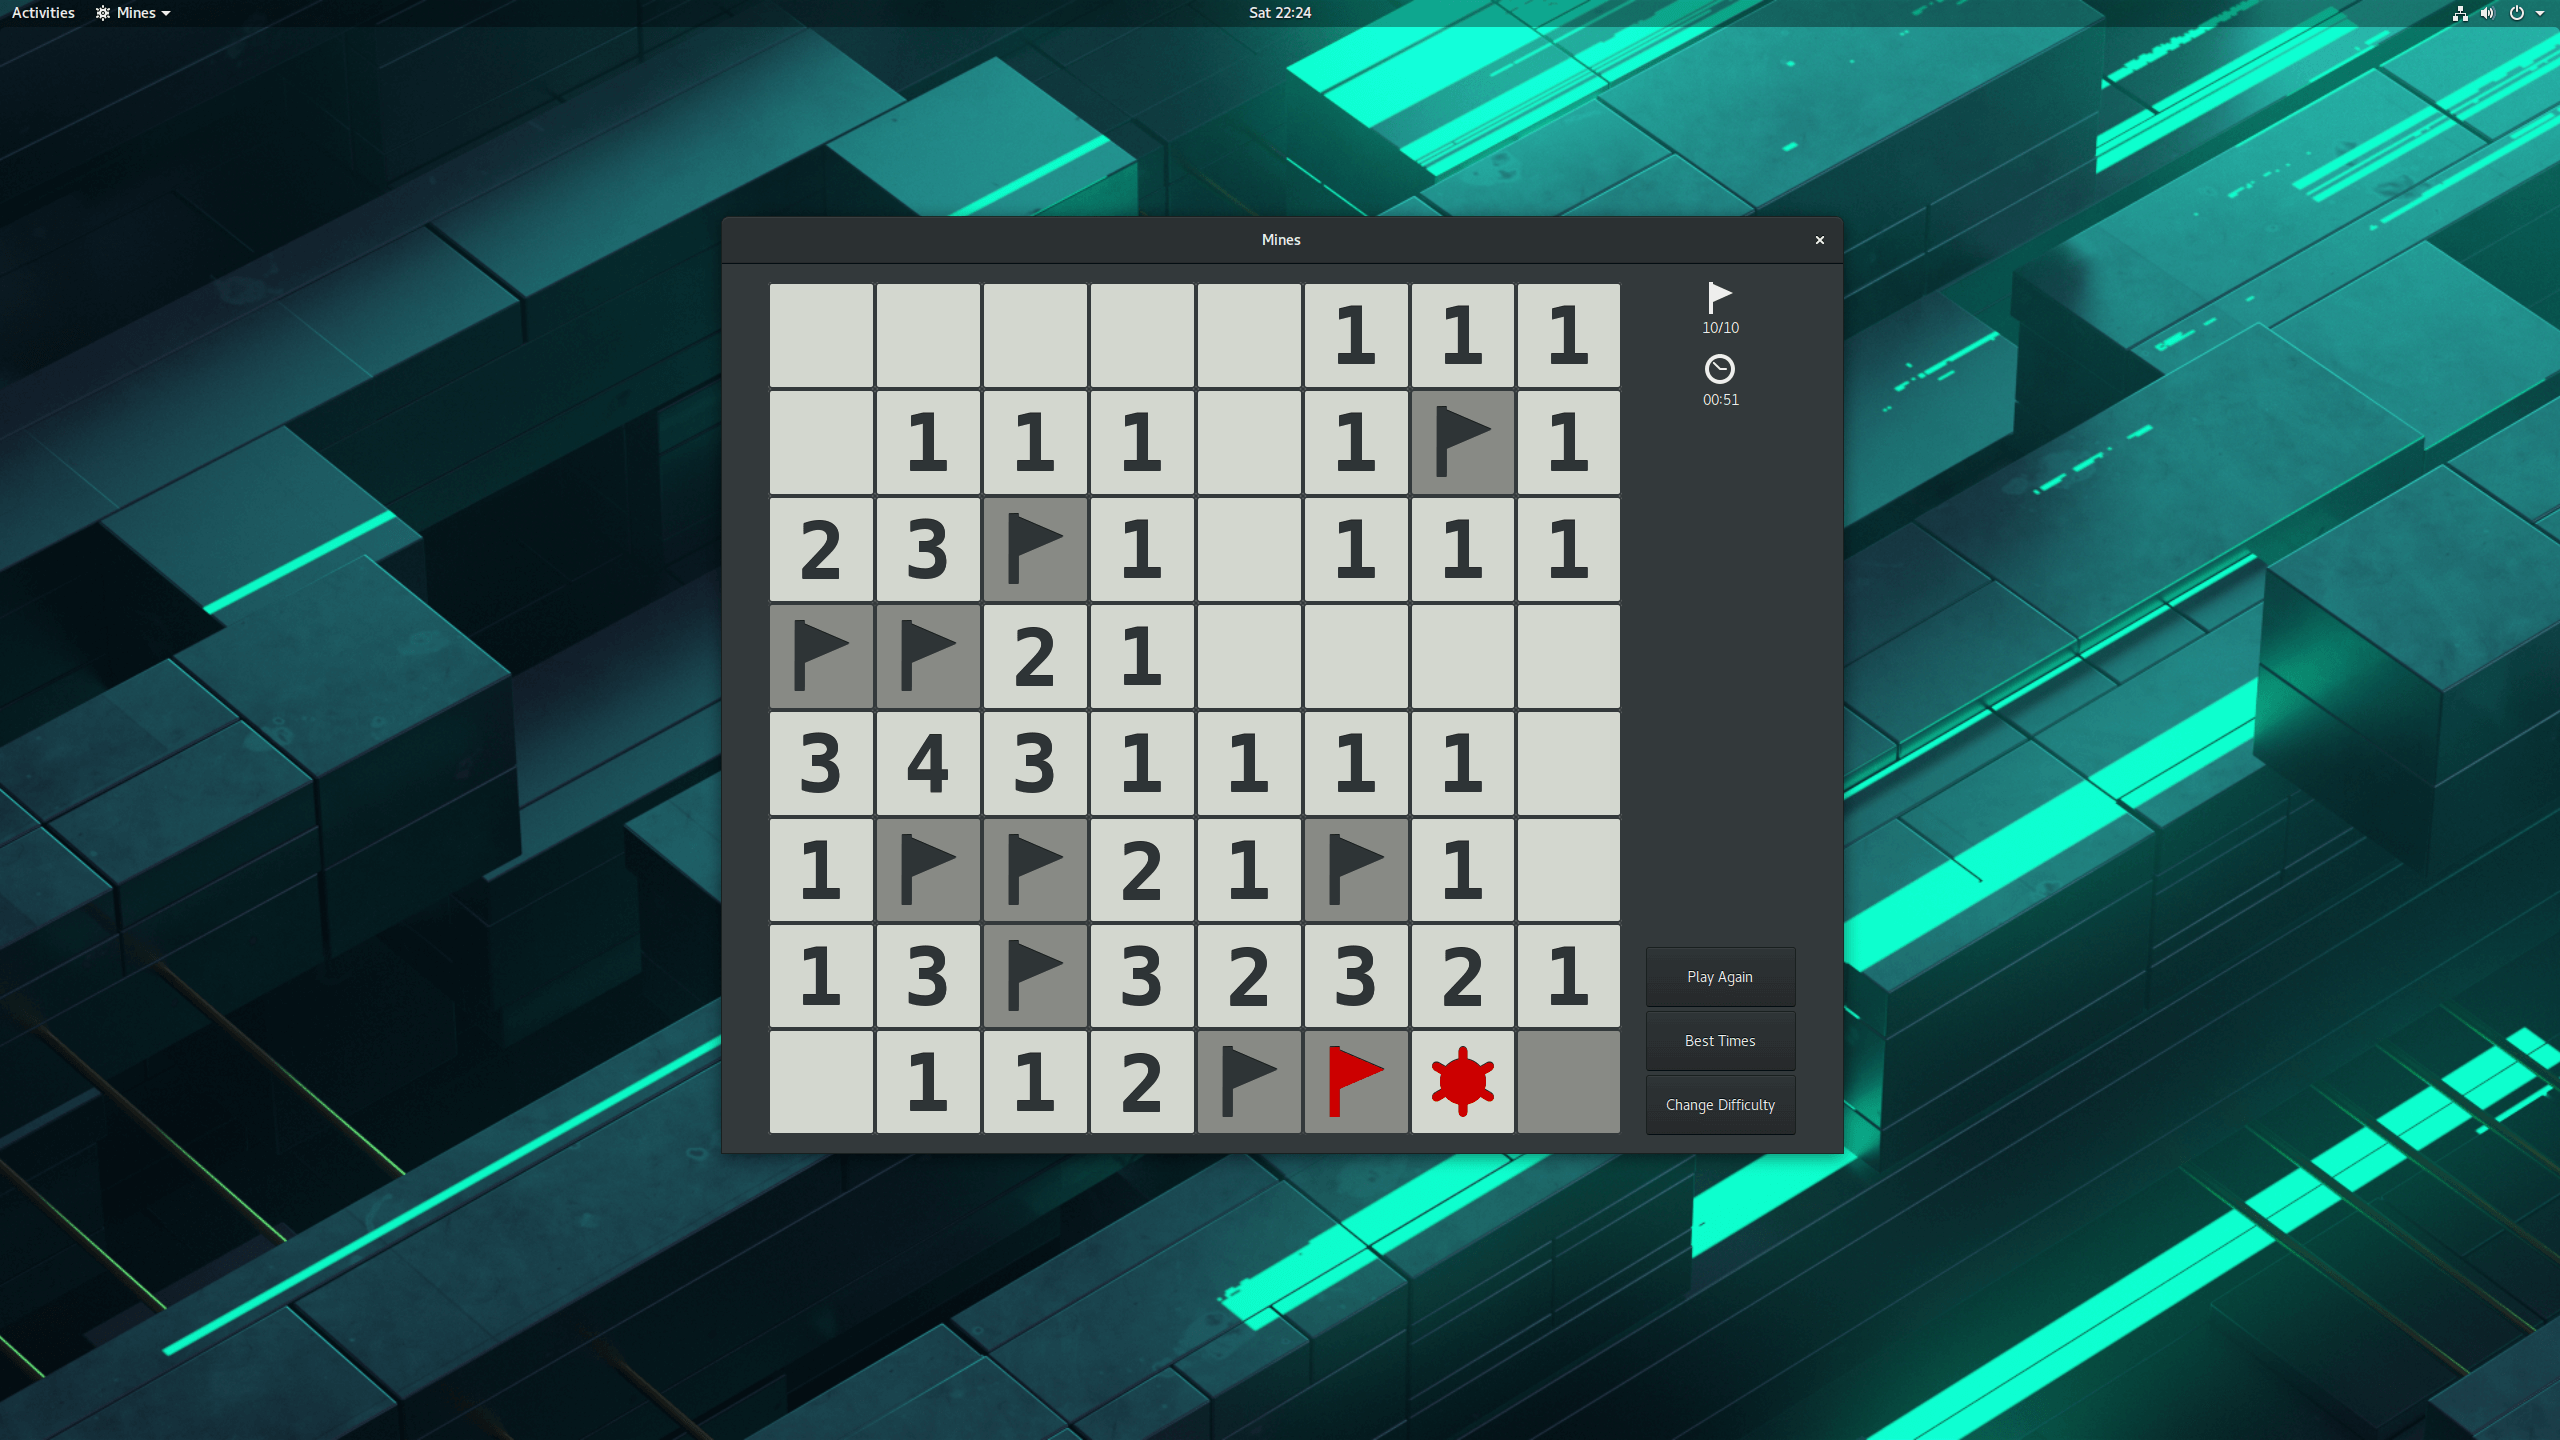 Activities Mines Sat 22:24
Mines
1 1 1
10/10
00:51
1 1 1 1 1
2 3 1 1 1 1
2 1
3 4 3 1 1 1 1
1 2 1 1
1 3 3 2 3 2 1
Play Again
Best Times
1 1 2
Change Difficulty